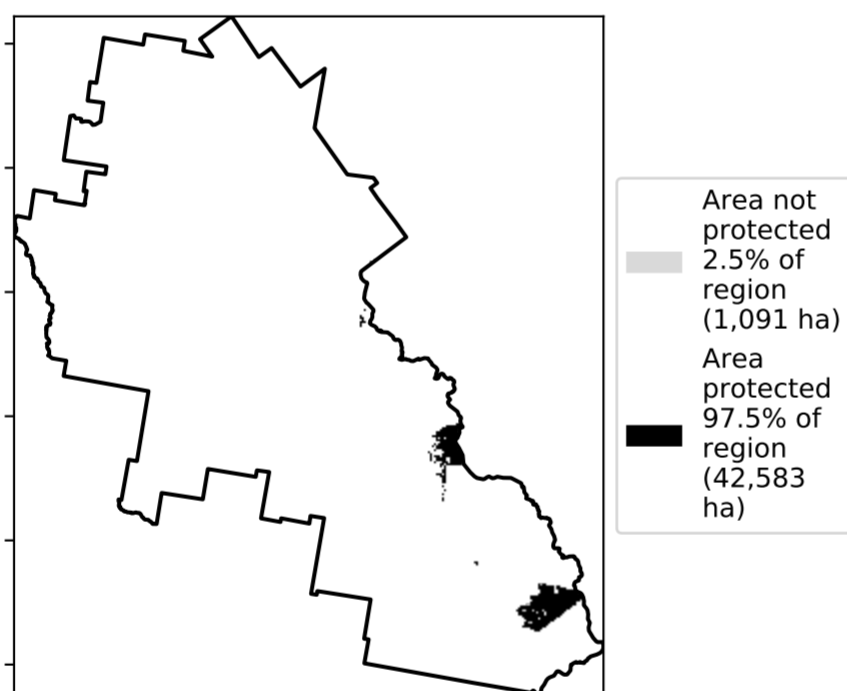 Area not
protected
2.5% of
region
(1,091 ha)
Area
protected
97.5% of
region
(42,583
ha)